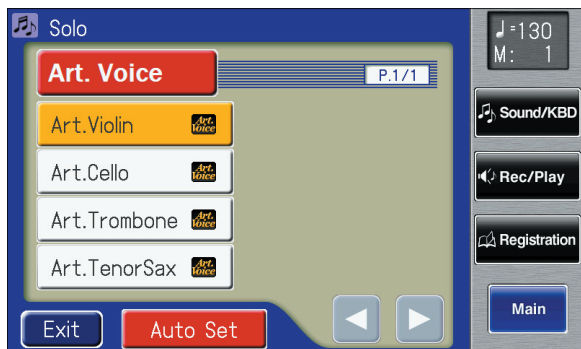 Solo
♩=130
M: 1
Art. Voice
P.1/1
Art.Violin Art. Voice
Art.Cello Art. Voice
Art.Trombone Art. Voice
Art.TenorSax Art. Voice
Exit
Auto Set
Sound/KBD
Rec/Play
Registration
Main